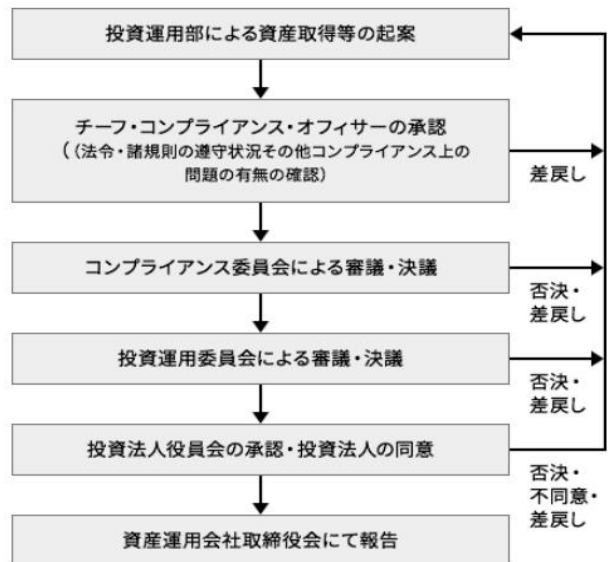 投資運用部による資産取得等の起案
チーフ・コンプライアンス・オフィサーの承認
(（法令・諸規則の遵守状況その他コンプライアンス上の
問題の有無の確認）
差戻し
コンプライアンス委員会による審議・決議
否決・
差戻し
投資運用委員会による審議・決議
否決・
差戻し
投資法人役員会の承認・投資法人の同意
否決・
不同意・
差戻し
資産運用会社取締役会にて報告